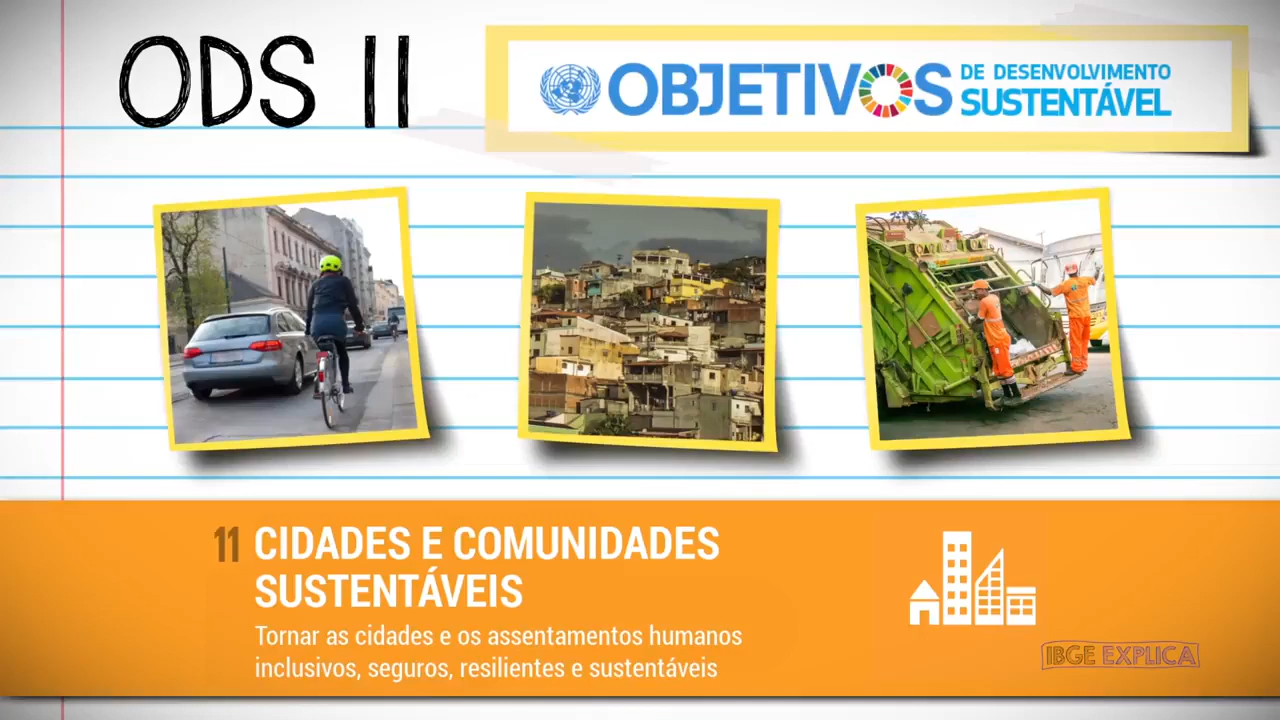 ODS 11
OBJETIVOS
DE DESENVOLVIMENTO
SUSTENTÁVEL
11 CIDADES E COMUNIDADES
SUSTENTÁVEIS
Tornar as cidades e os assentamentos humanos
inclusivos, seguros, resilientes e sustentáveis
IBGE EXPLICA